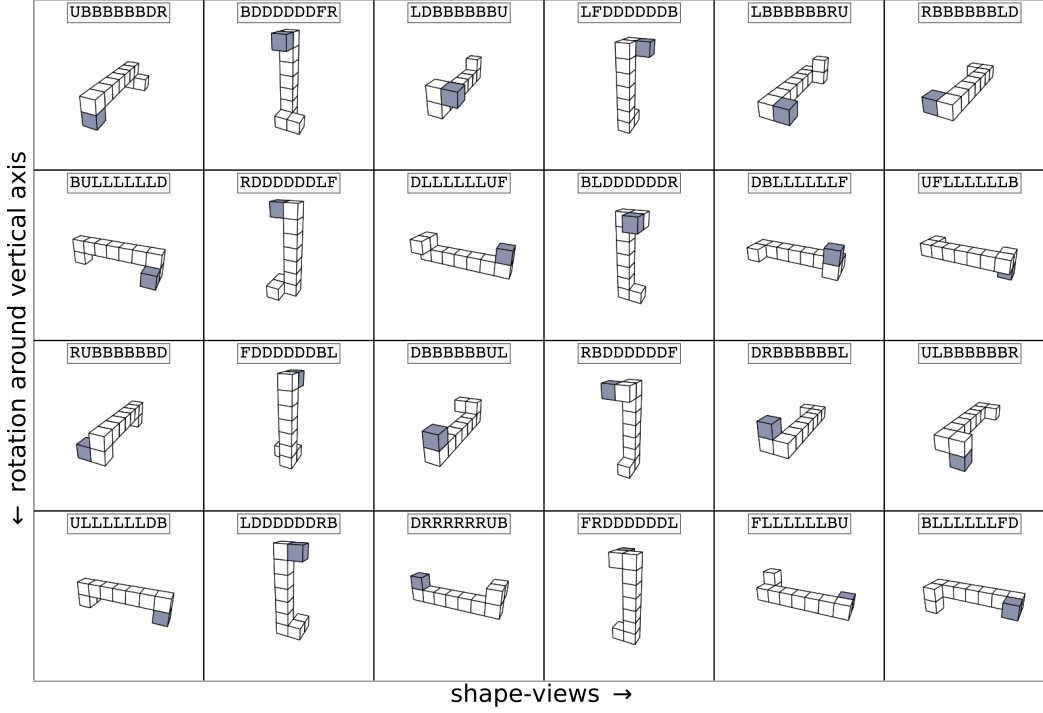 UBBBBBBDR BDDDDDDFR LDBBBBBBU LFDDDDDDB LBBBBBBRU RBBBBBBLD
BULLLLLLD RDDDDDDLF DLLLLLLUF BLDDDDDDR DBLLLLLLF UFLLLLLLB
RUBBBBBBD FDDDDDDBL DBBBBBBUL RBDDDDDDF DRBBBBBBL ULBBBBBBR
ULLLLLLDB LDDDDDDRB DRRRRRRUB FRDDDDDDL FLLLLLLBU BLLLLLLFD
← rotation around vertical axis
shape-views →